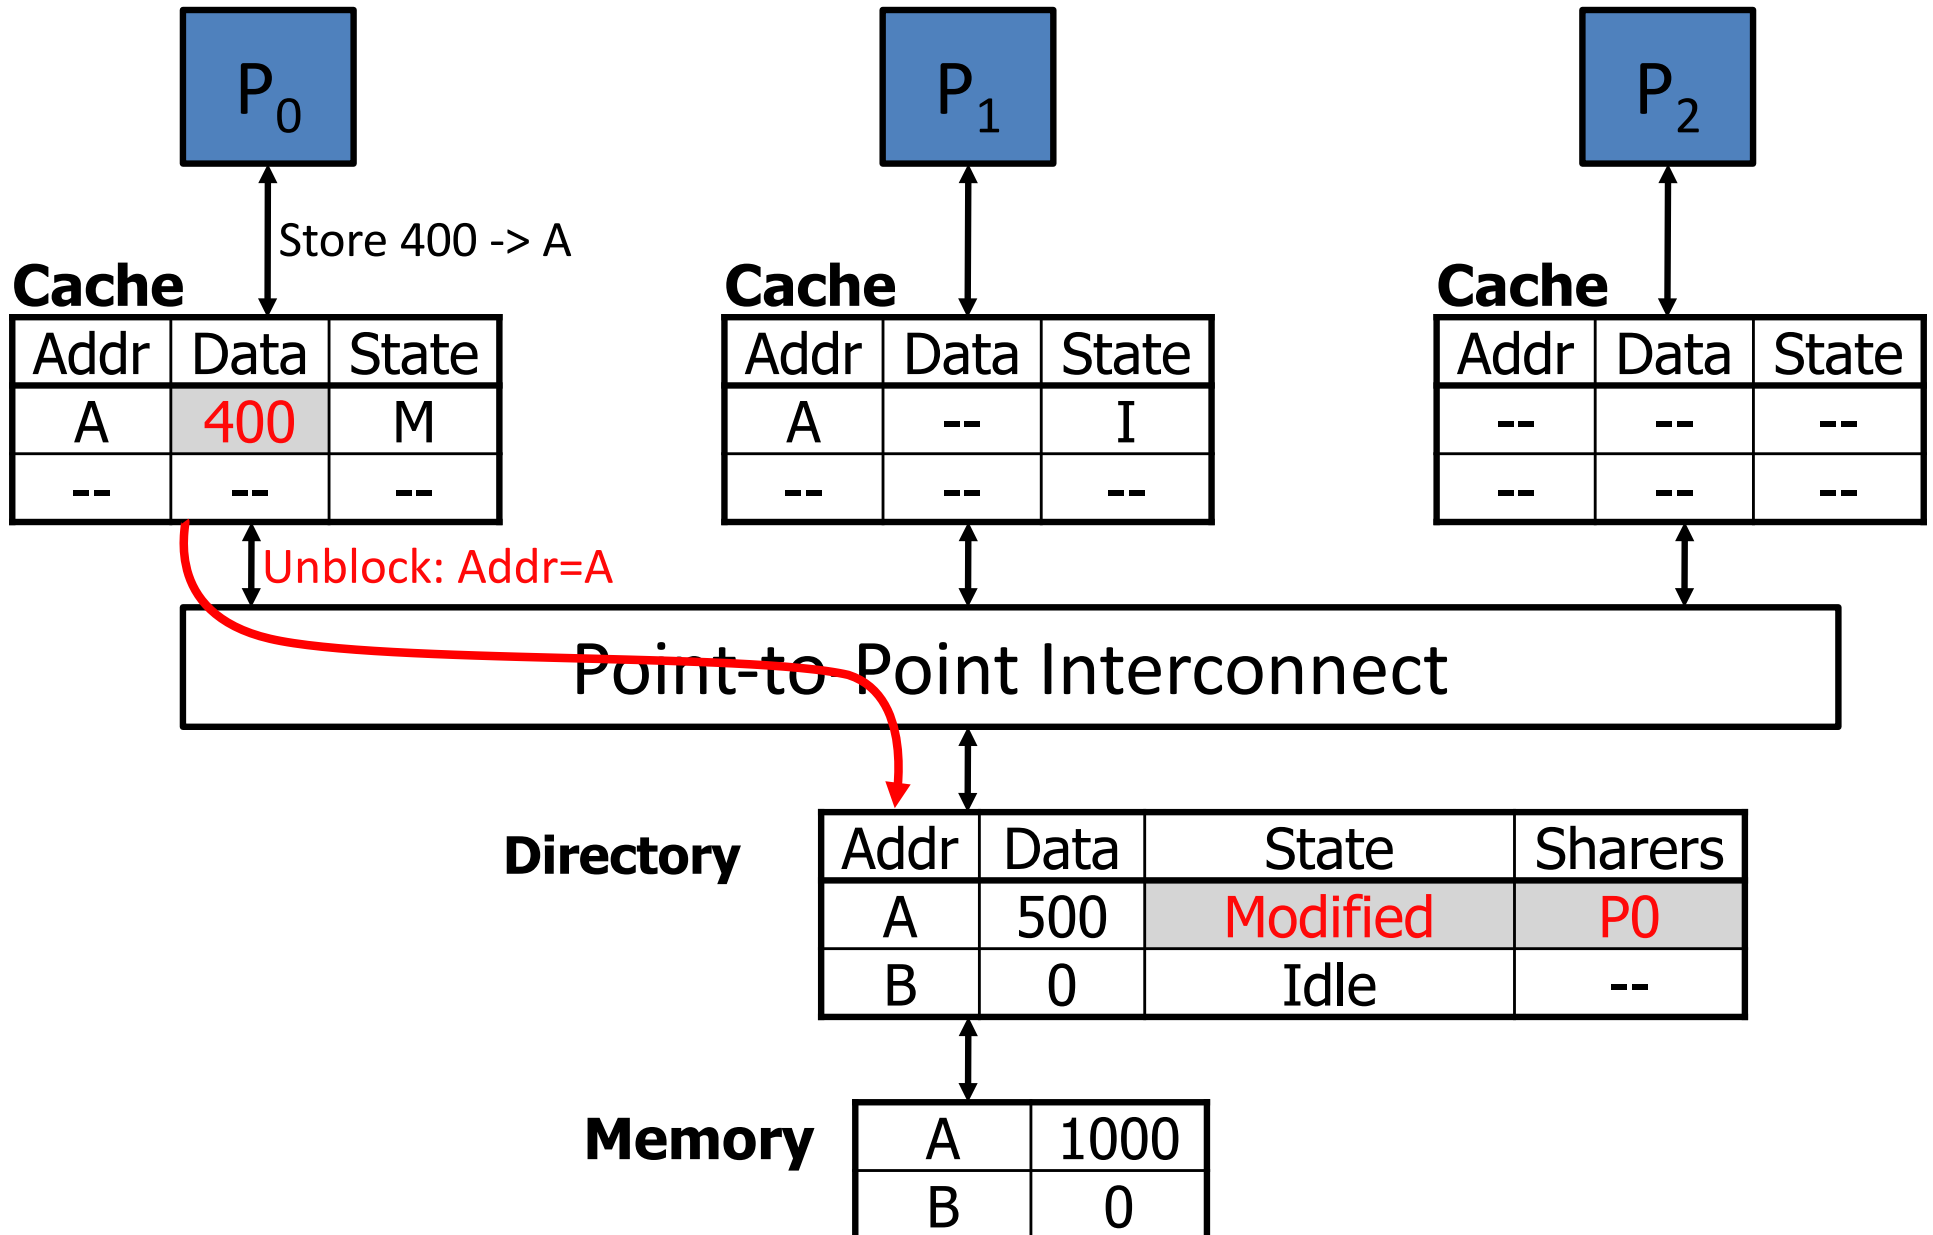 P0 P1 P2
Store 400 -> A
Cache Cache Cache
Addr Data State Addr Data State Addr Data State
A 400 M A -- I -- -- --
-- -- -- -- -- -- -- -- --
Unblock: Addr=A
Point-to-Point Interconnect
Directory Addr Data State Sharers
A 500 Modified P0
B 0 Idle --
Memory A 1000
B 0